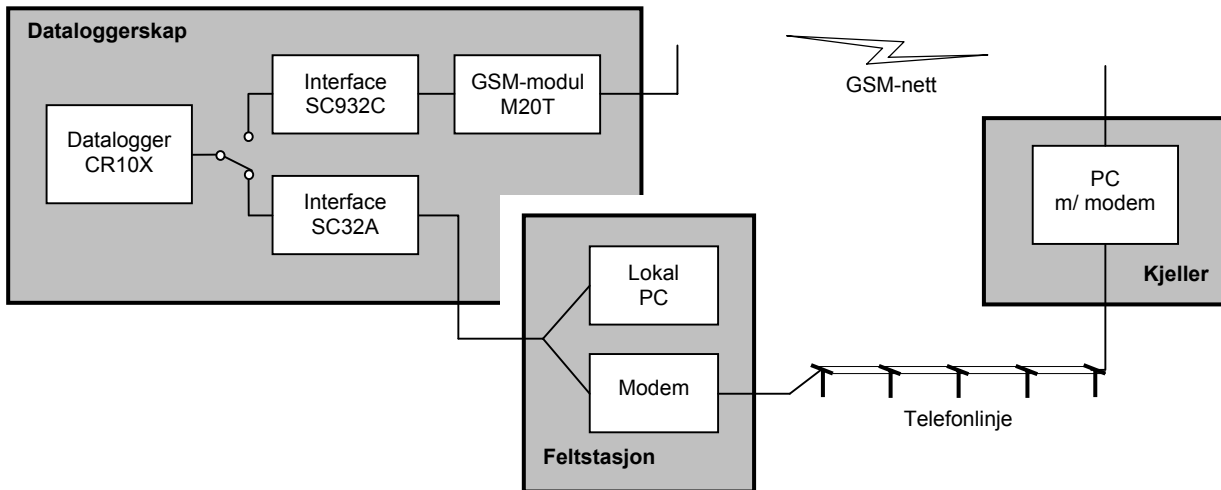 Dataloggerskap
Datalogger
CR10X
Interface
SC932C
GSM-modul
M20T
Interface
SC32A
GSM-nett
PC
m/ modem
Kjeller
Lokal
PC
Modem
Feltstasjon
Telefonlinje